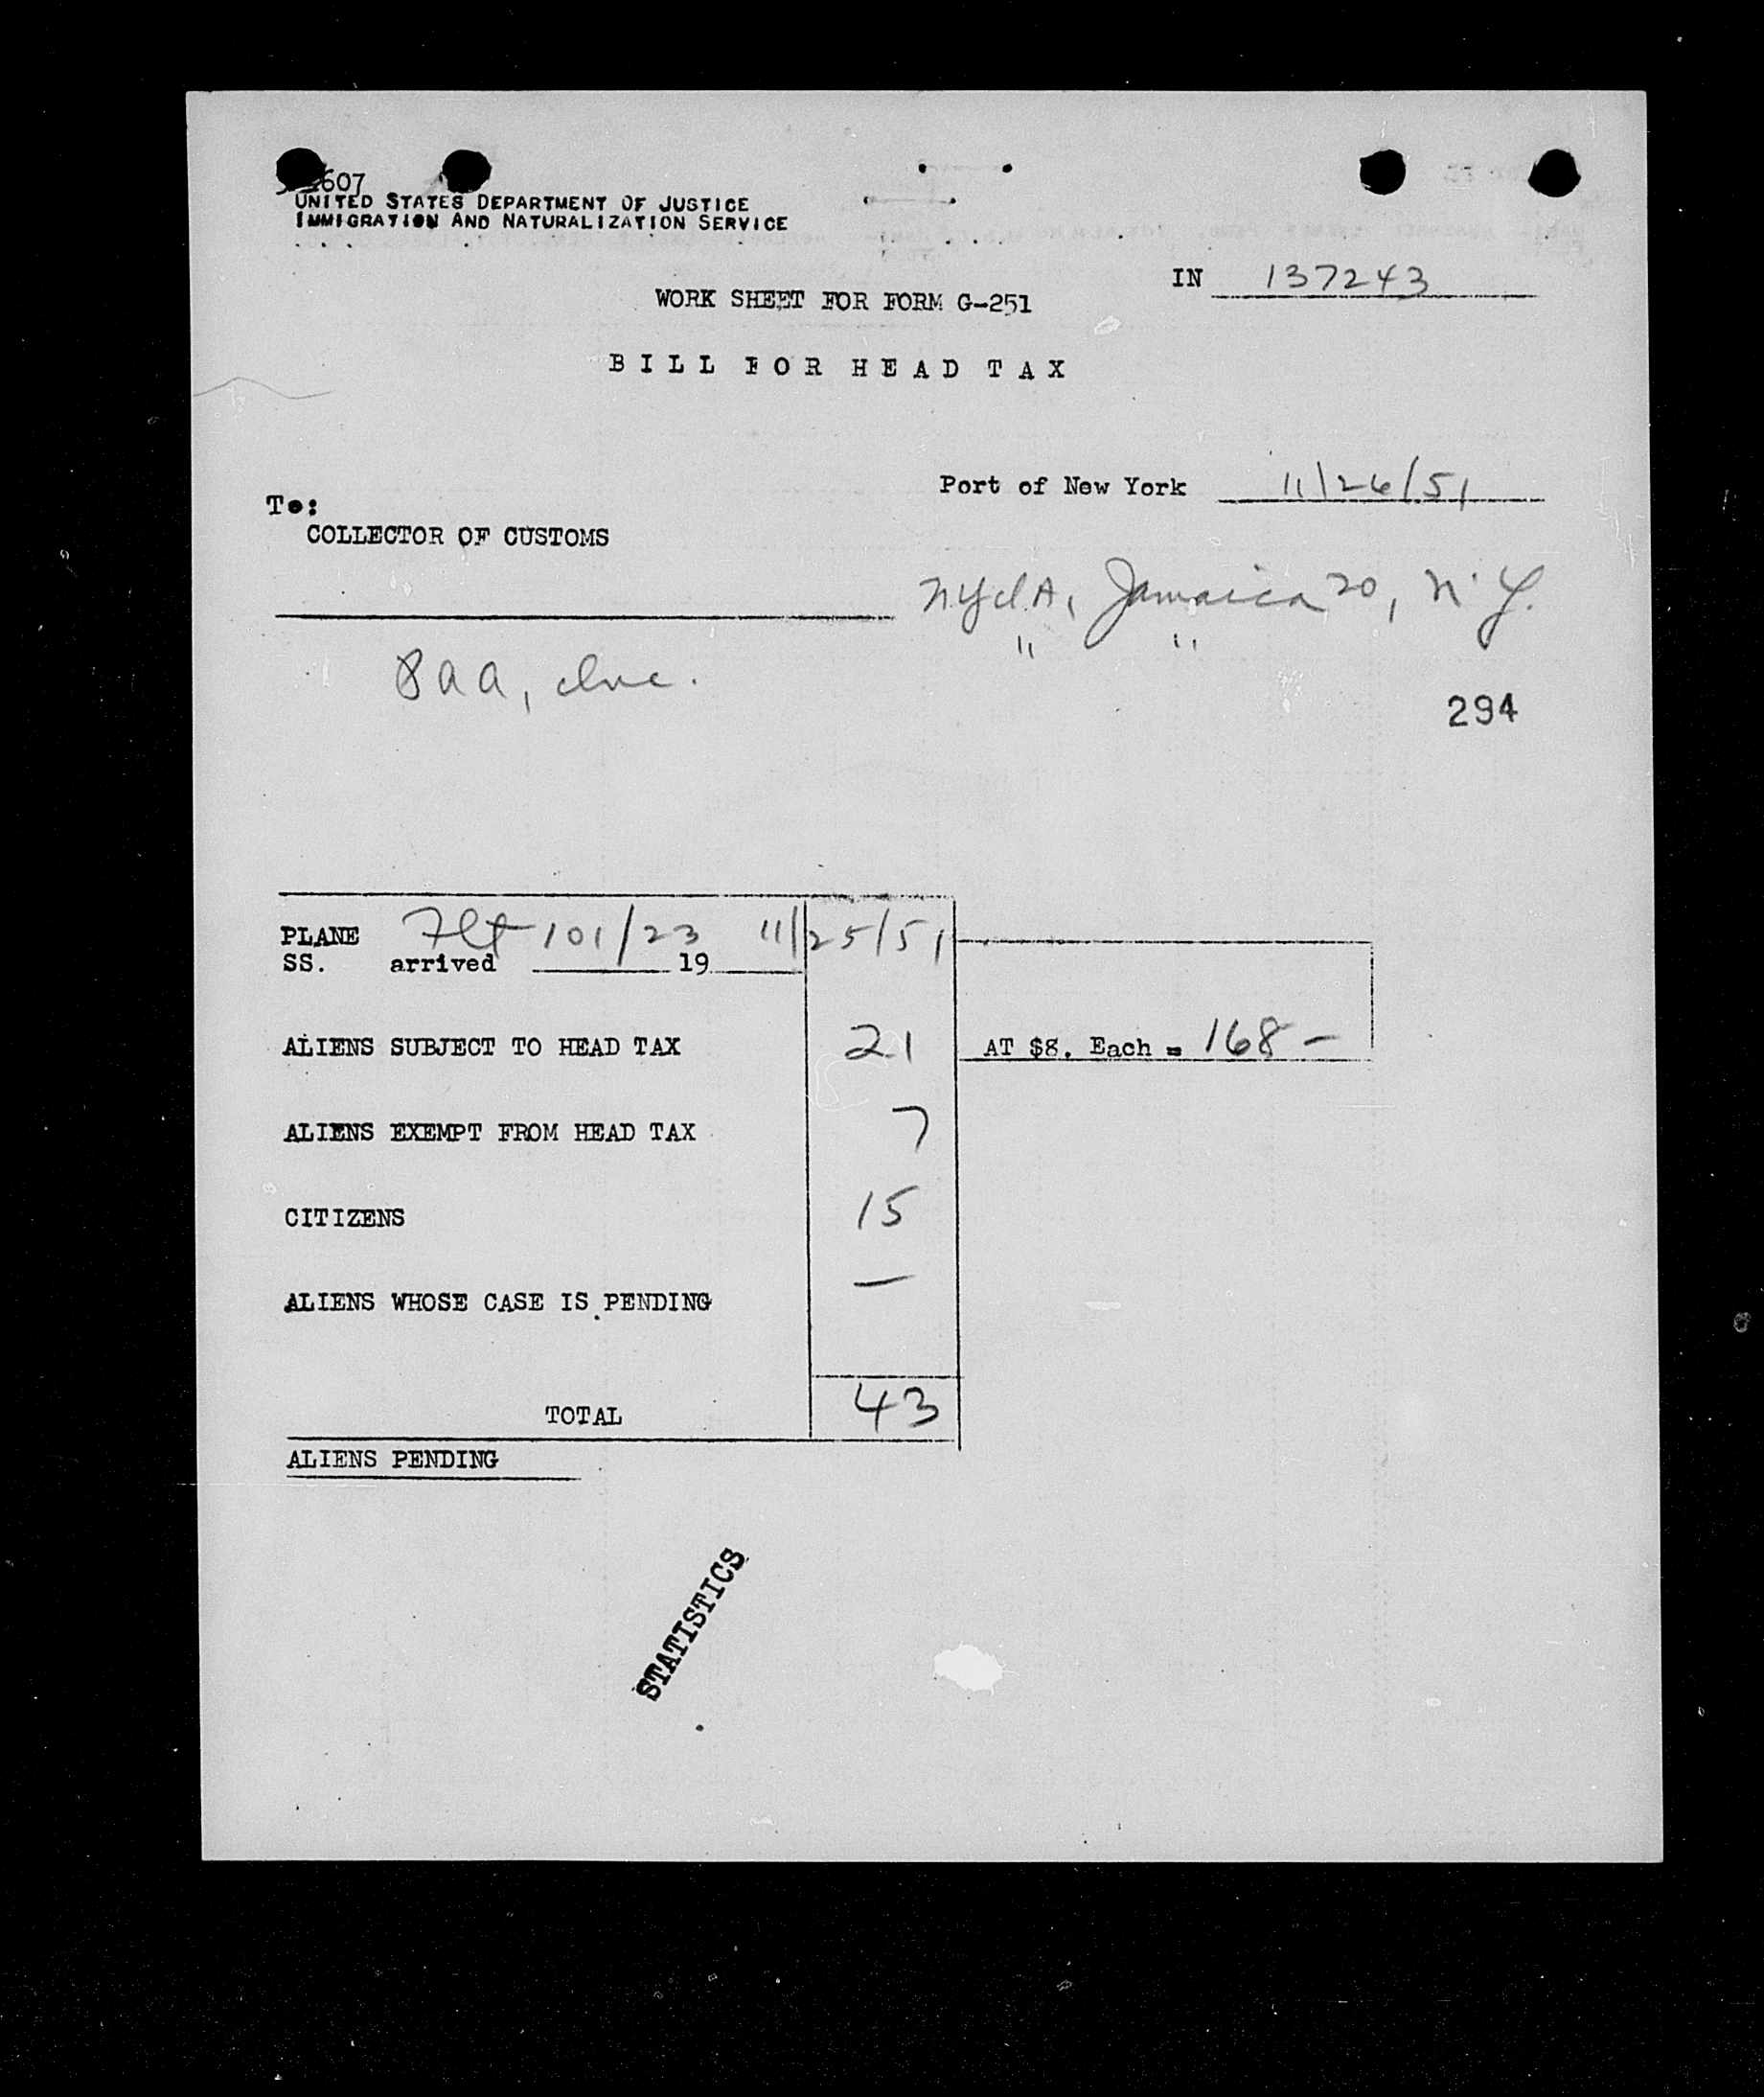 607
UNITED STATES DEPARTMENT OF JUSTICE
IMMIGRATION AND NATURALIZATION SERVICE
IN 137243
WORK SHEET FOR FORM G-251
BILL FOR HEAD TAX
Port of New York 11/26/51
To:
COLLECTOR OF CUSTOMS
Jamaica 20, N.Y.
" "
PAA, Inc.
294
PLANE Flt 101/23 11/25/51
SS. arrived 19
ALIENS SUBJECT TO HEAD TAX 21 AT $8. Each = 168 -
ALIENS EXEMPT FROM HEAD TAX 7
CITIZENS 15
ALIENS WHOSE CASE IS PENDING —
TOTAL 43
ALIENS PENDING
STATISTICS